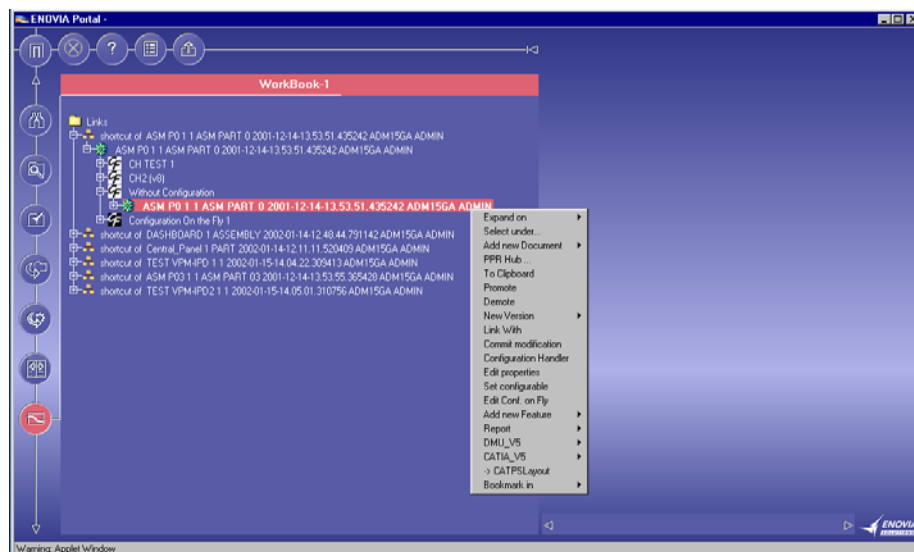 ENOVIA Portal -
?
WorkBook-1
Links
shortcut of ASM P0 1 1 ASM PART 0 2001-12-14-13.53.51.435242 ADM15GA ADMIN
ASM P0 1 1 ASM PART 0 2001-12-14-13.53.51.435242 ADM15GA ADMIN
CH TEST 1
CH2 (v8)
Without Configuration
ASM P0 1 1 ASM PART 0 2001-12-14-13.53.51.435242 ADM15GA ADMIN
Configuration On the Fly 1
shortcut of DASHBOARD 1 ASSEMBLY 2002-01-14-12.48.44.791142 ADM15GA ADMIN
shortcut of Central_Panel 1 PART 2002-01-14-12.11.11.520409 ADM15GA ADMIN
shortcut of TEST VPM-IPD 1 1 2002-01-15-14.04.22.309413 ADM15GA ADMIN
shortcut of ASM P03 1 1 ASM PART 03 2001-12-14-13.53.55.365428 ADM15GA ADMIN
shortcut of TEST VPM-IPD2 1 1 2002-01-15-14.05.01.310756 ADM15GA ADMIN
Expand on
Select under...
Add new Document
PPR Hub ...
To Clipboard
Promote
Demote
New Version
Link With
Commit modification
Configuration Handler
Edit properties
Set configurable
Edit Conf. on Fly
Add new Feature
Report
DMU_V5
CATIA_V5
-> CATPSLayout
Bookmark in
ENOVIA
Warning: Applet Window